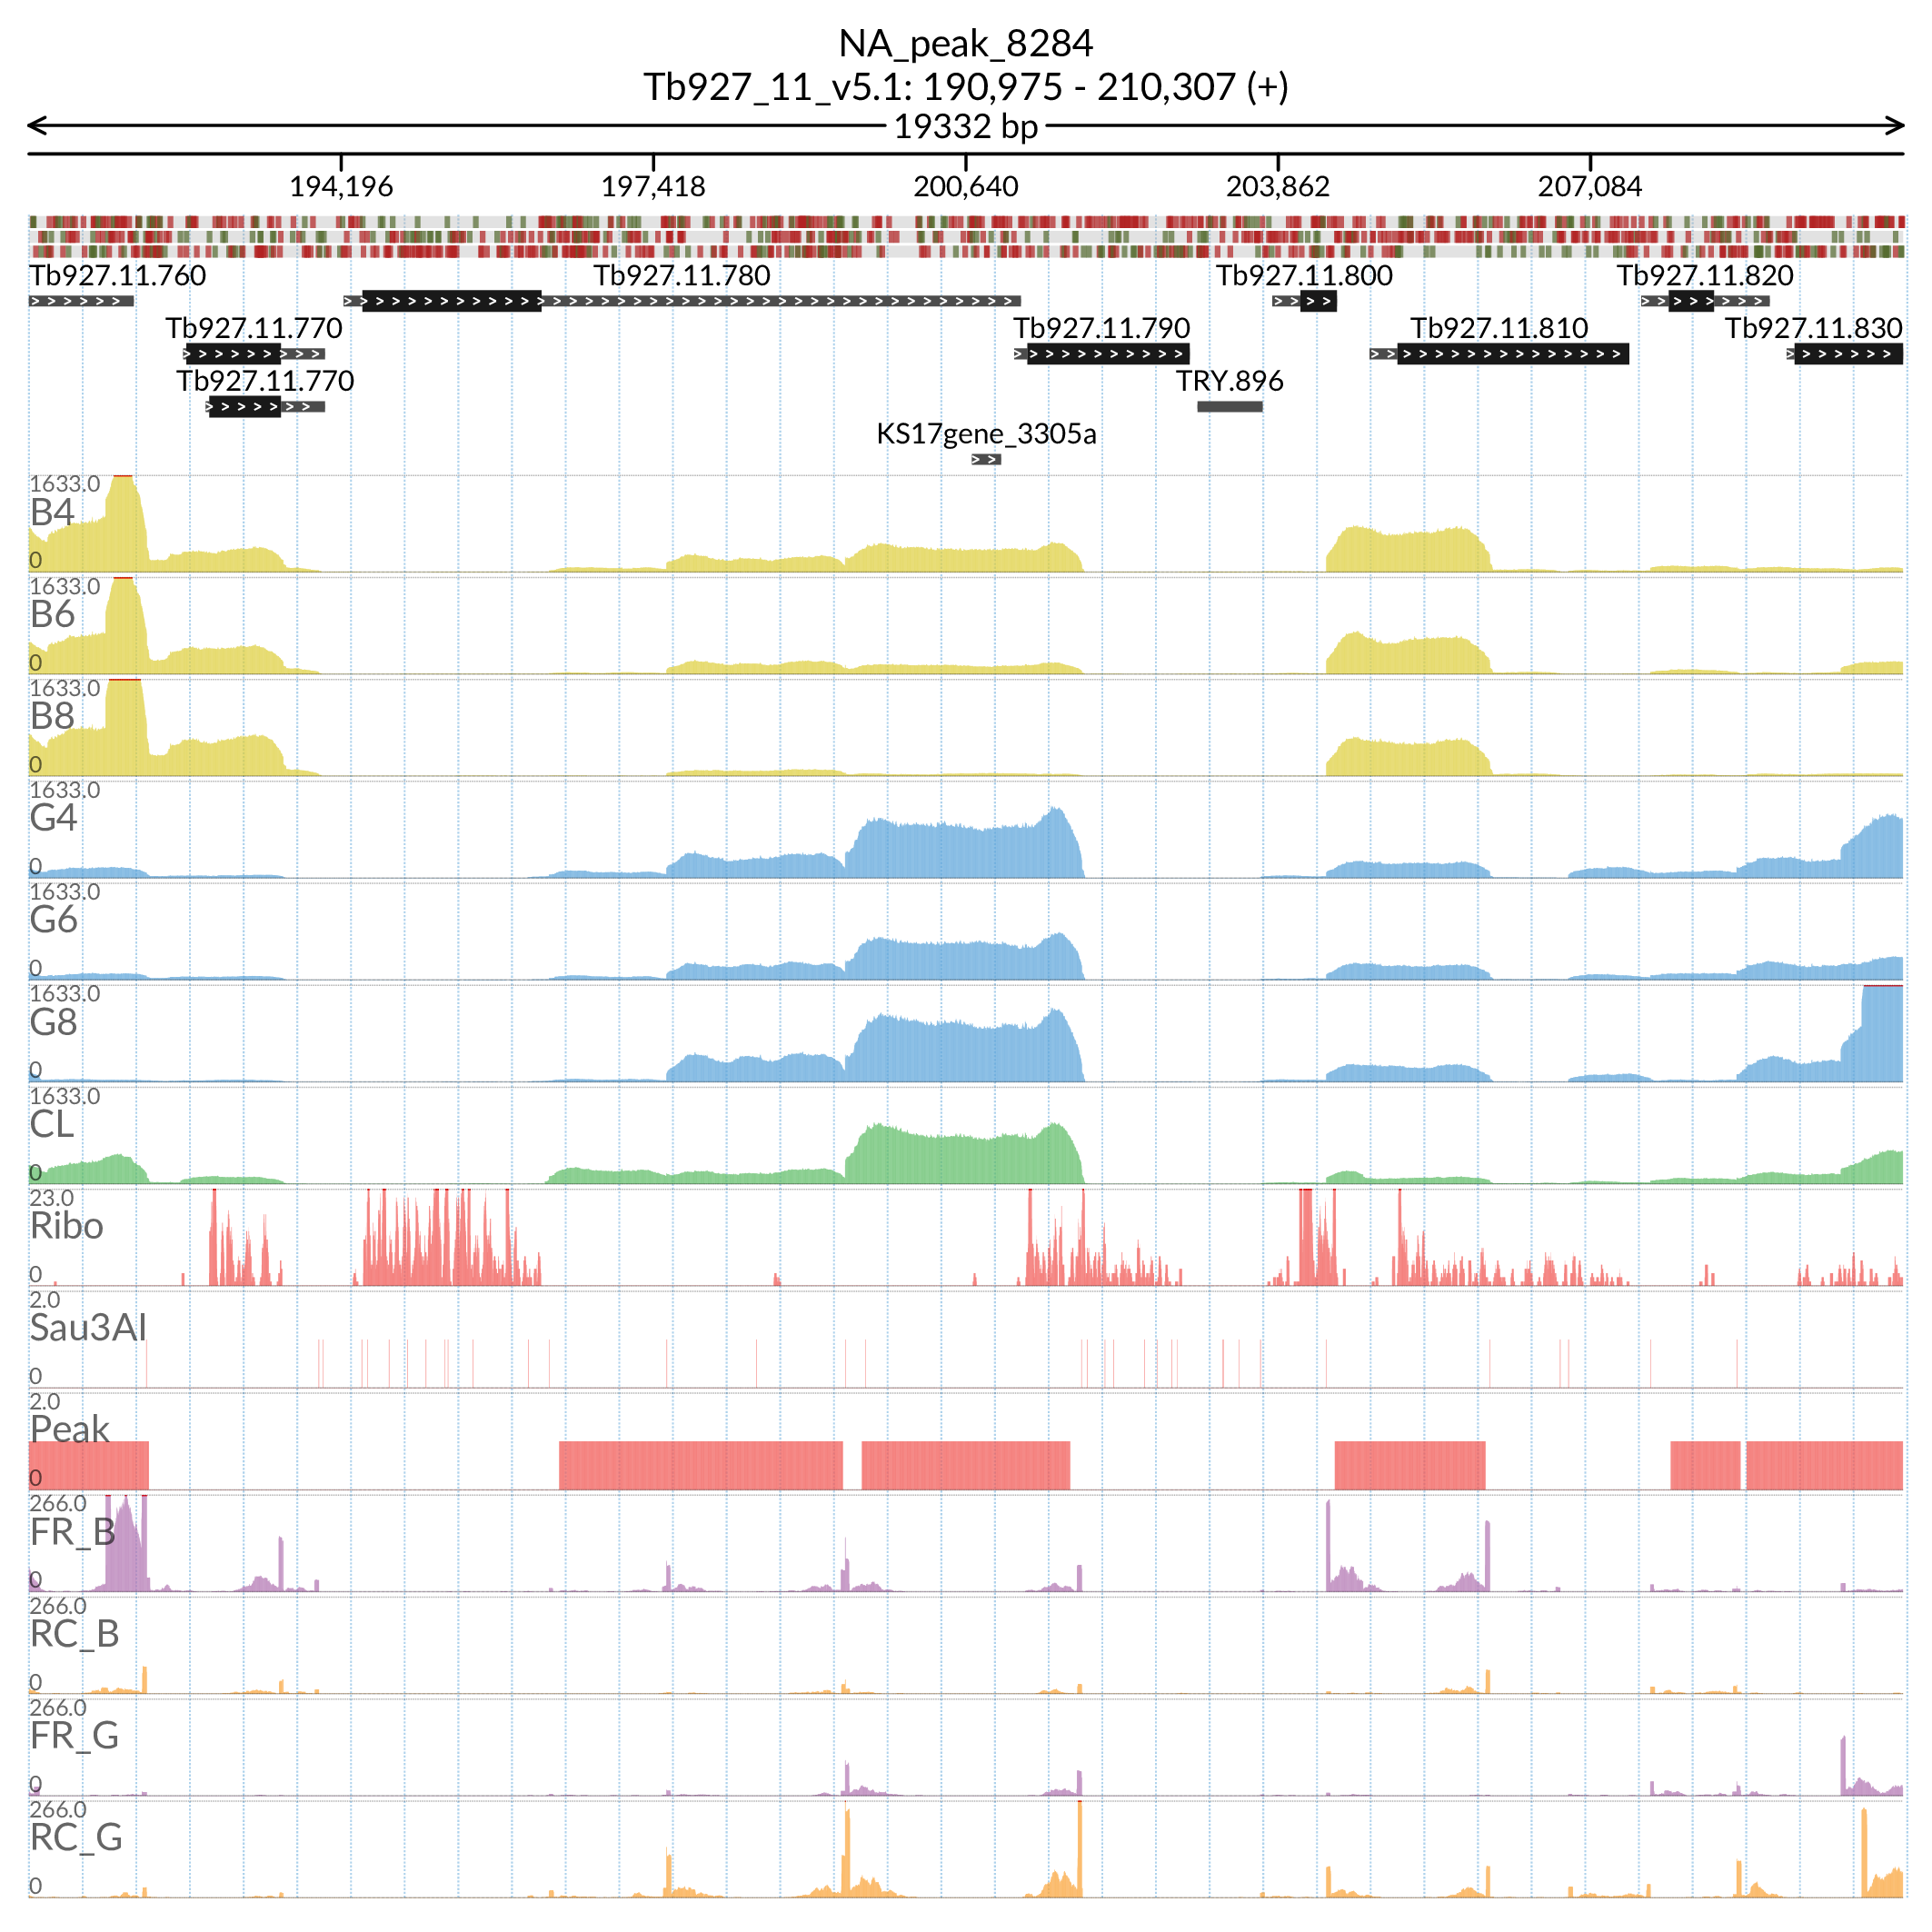 NA_peak_8284
Tb927_11_v5.1: 190,975 - 210,307 (+)
19332 bp
194,196 197,418 200,640 203,862 207,084
Tb927.11.760 Tb927.11.780 Tb927.11.800 Tb927.11.820
Tb927.11.770 Tb927.11.790 Tb927.11.810 Tb927.11.830
Tb927.11.770 TRY.896
KS17gene_3305a
1633.0
B4
0
1633.0
B6
0
1633.0
B8
0
1633.0
G4
0
1633.0
G6
0
1633.0
G8
0
1633.0
CL
0
23.0
Ribo
0
2.0
Sau3AI
0
2.0
Peak
0
266.0
FR_B
0
266.0
RC_B
0
266.0
FR_G
0
266.0
RC_G
0